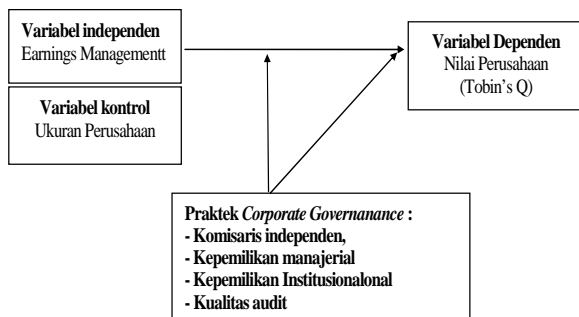 Variabel independen
Earnings Managementt
Variabel kontrol
Ukuran Perusahaan
Variabel Dependen
Nilai Perusahaan
(Tobin's Q)
Praktek Corporate Governanance :
- Komisaris independen,
- Kepemilikan manajerial
- Kepemilikan Institusionalonal
- Kualitas audit